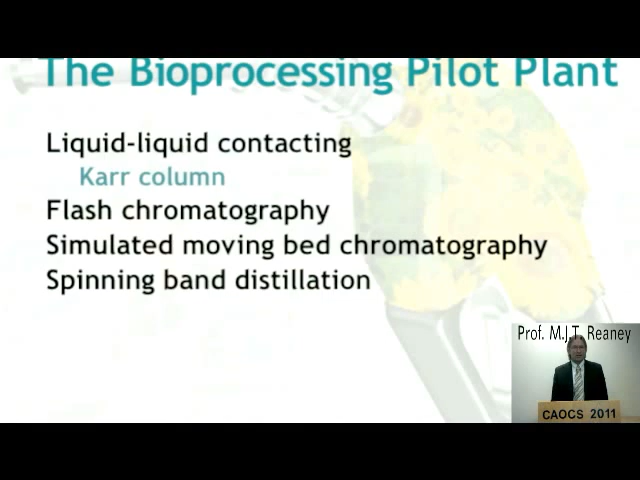 The Bioprocessing Pilot Plant
Liquid-liquid contacting
Karr column
Flash chromatography
Simulated moving bed chromatography
Spinning band distillation
Prof. M.J.T. Reaney
CAOCS 2011